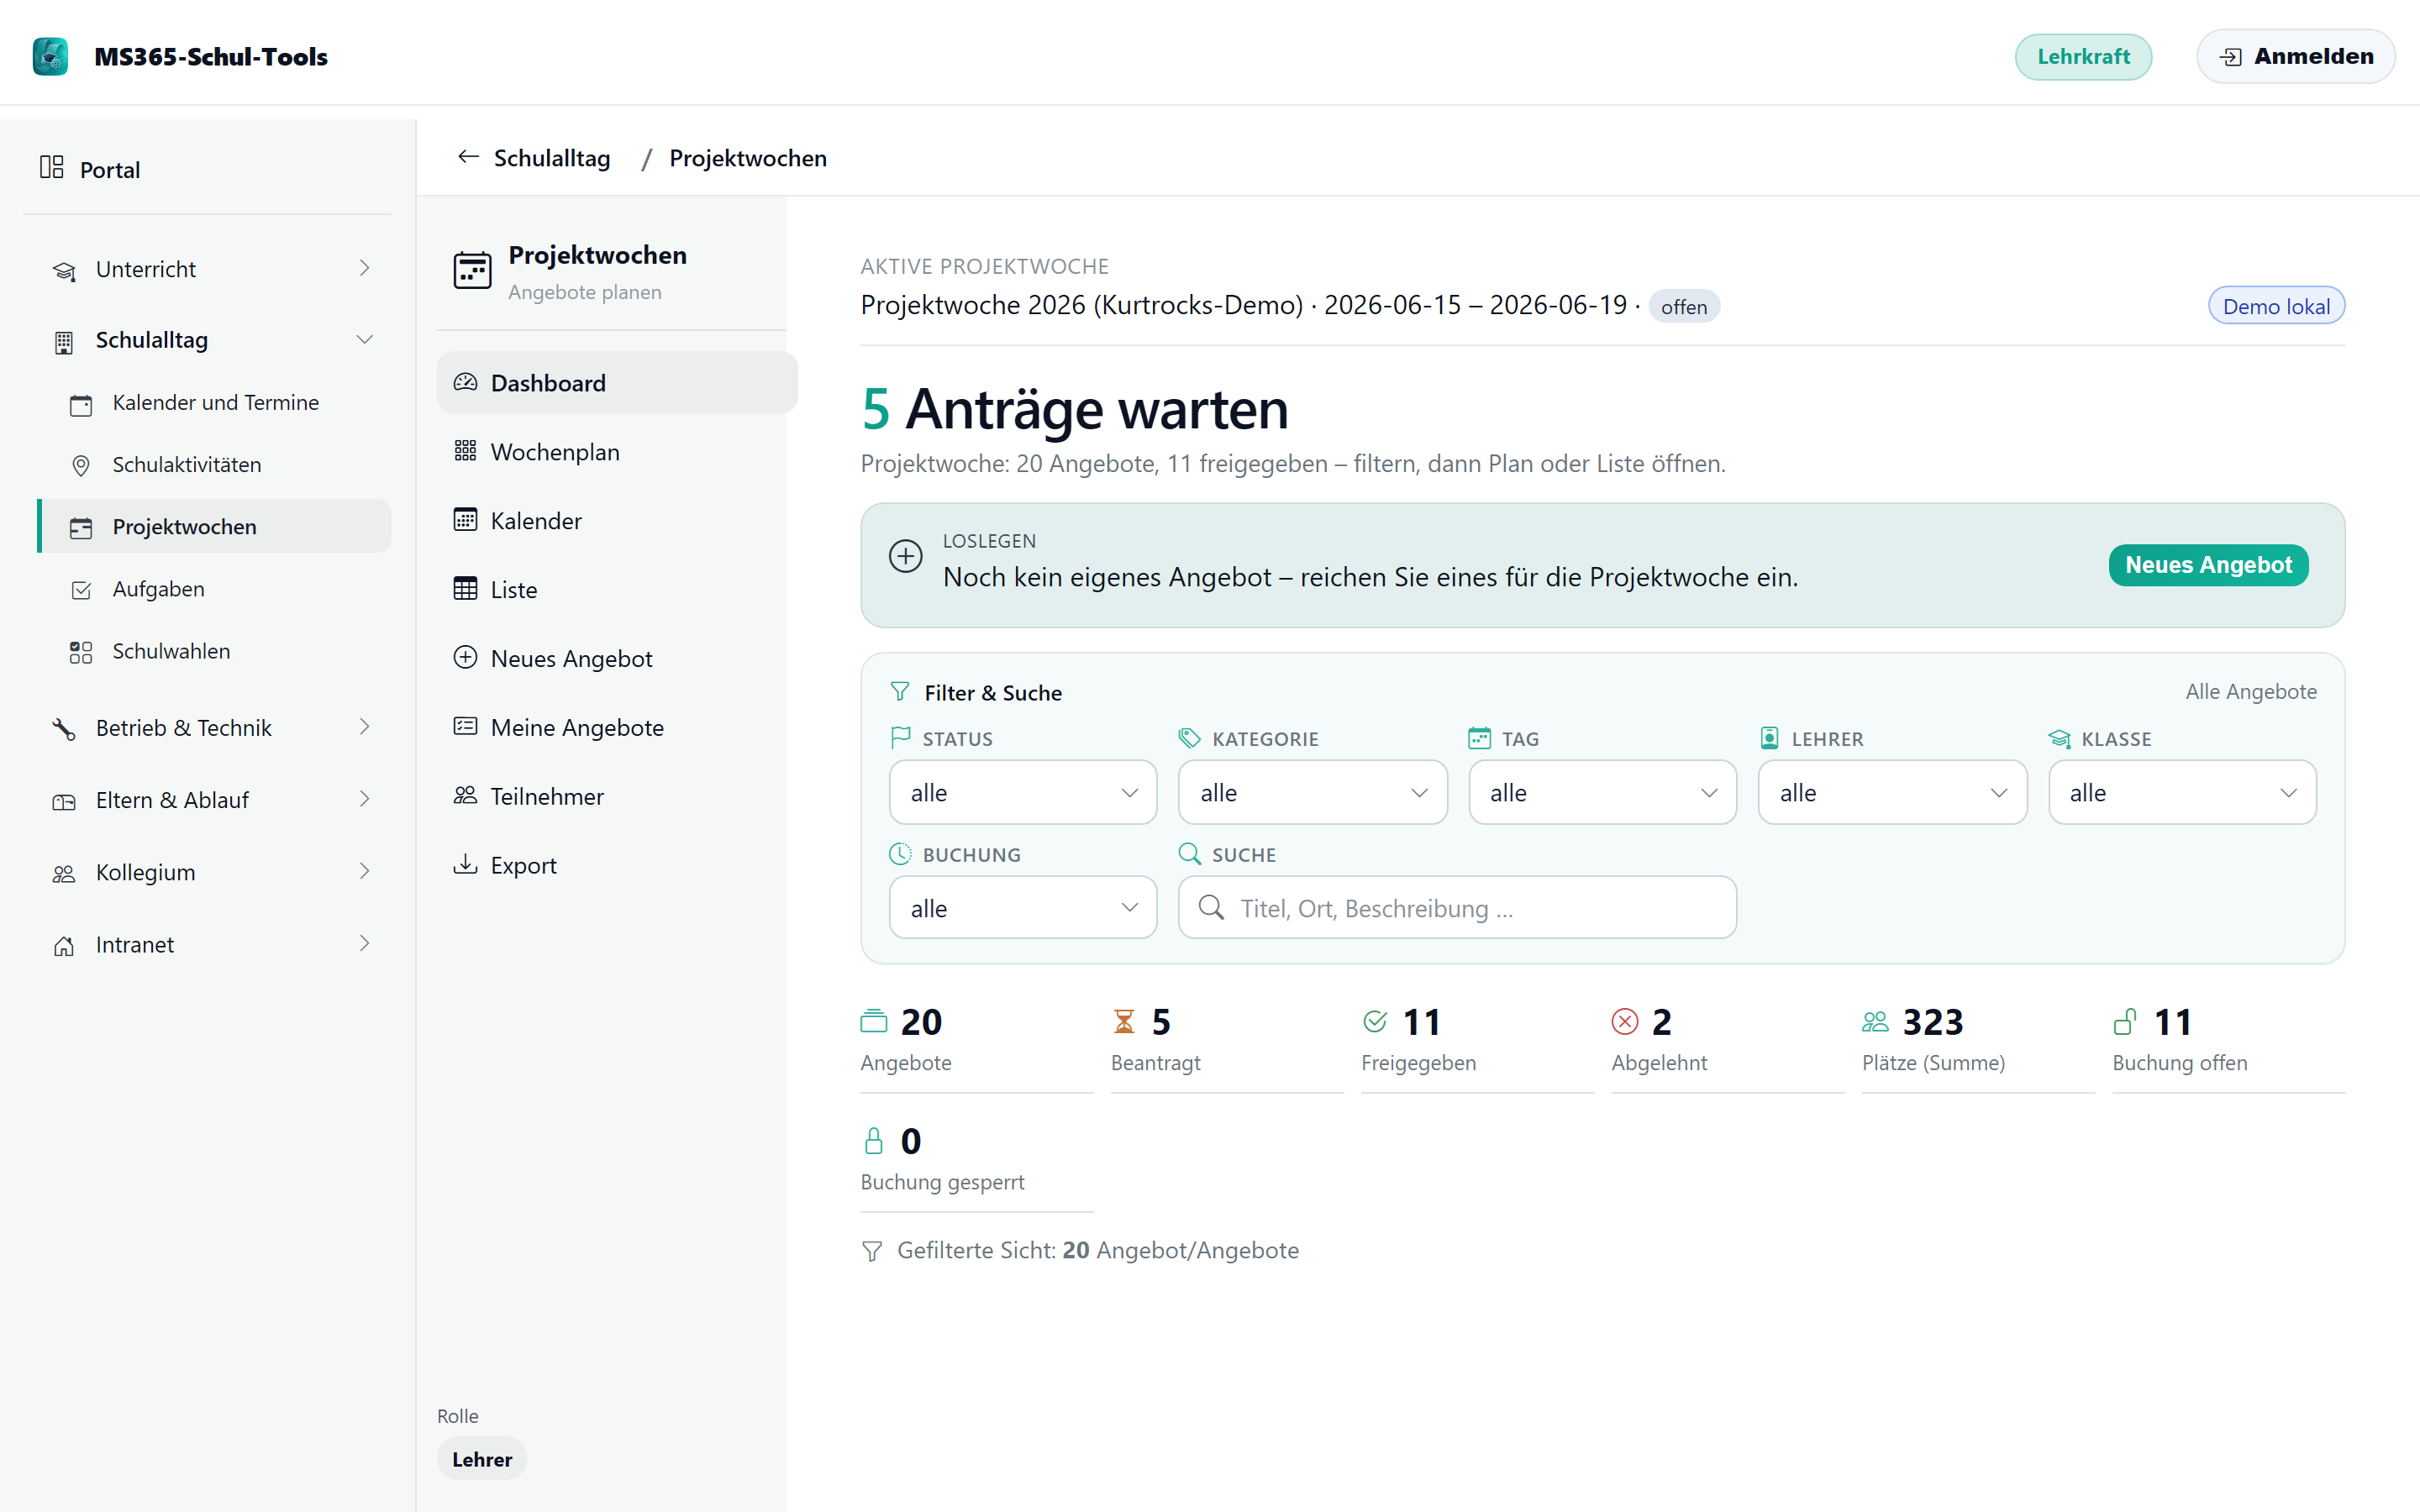 MS365-Schul-Tools
Lehrkraft
Anmelden
Portal
Unterricht
Schulalltag
Kalender und Termine
Schulaktivitäten
Projektwochen
Aufgaben
Schulwahlen
Betrieb & Technik
Eltern & Ablauf
Kollegium
Intranet
Schulalltag / Projektwochen
Projektwochen
Angebote planen
Dashboard
Wochenplan
Kalender
Liste
Neues Angebot
Meine Angebote
Teilnehmer
Export
Rolle
Lehrer
AKTIVE PROJEKTWOCHE
Projektwoche 2026 (Kurtrocks-Demo) · 2026-06-15 – 2026-06-19 · offen
Demo lokal
5 Anträge warten
Projektwoche: 20 Angebote, 11 freigegeben – filtern, dann Plan oder Liste öffnen.
LOSLEGEN
Noch kein eigenes Angebot – reichen Sie eines für die Projektwoche ein.
Neues Angebot
Filter & Suche
Alle Angebote
STATUS KATEGORIE TAG LEHRER KLASSE
alle alle alle alle alle
BUCHUNG SUCHE
alle Titel, Ort, Beschreibung ...
20 5 11 2 323 11
Angebote Beantragt Freigegeben Abgelehnt Plätze (Summe) Buchung offen
0
Buchung gesperrt
Gefilterte Sicht: 20 Angebot/Angebote